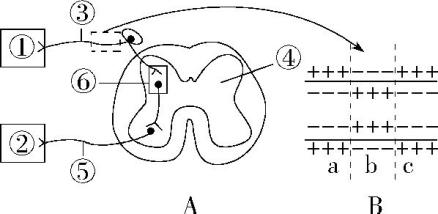 ③
① ④
⑥
② ⑤
+++ −−− +++
−−− +++ −−−
−−− +++ −−−
+++ −−− +++
a b c
A B